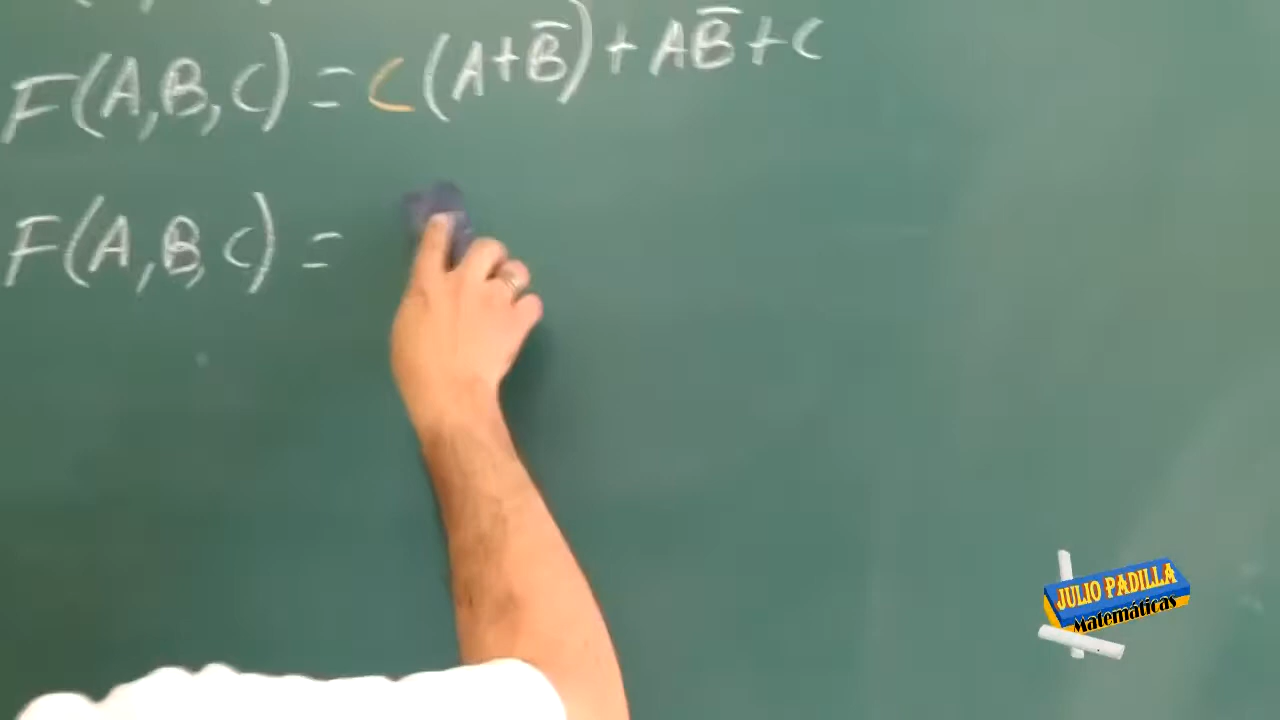 F(A,B,C) = C(A+B̅)+AB̅+C
F(A,B,C) =
JULIO PADILLA
Matemáticas